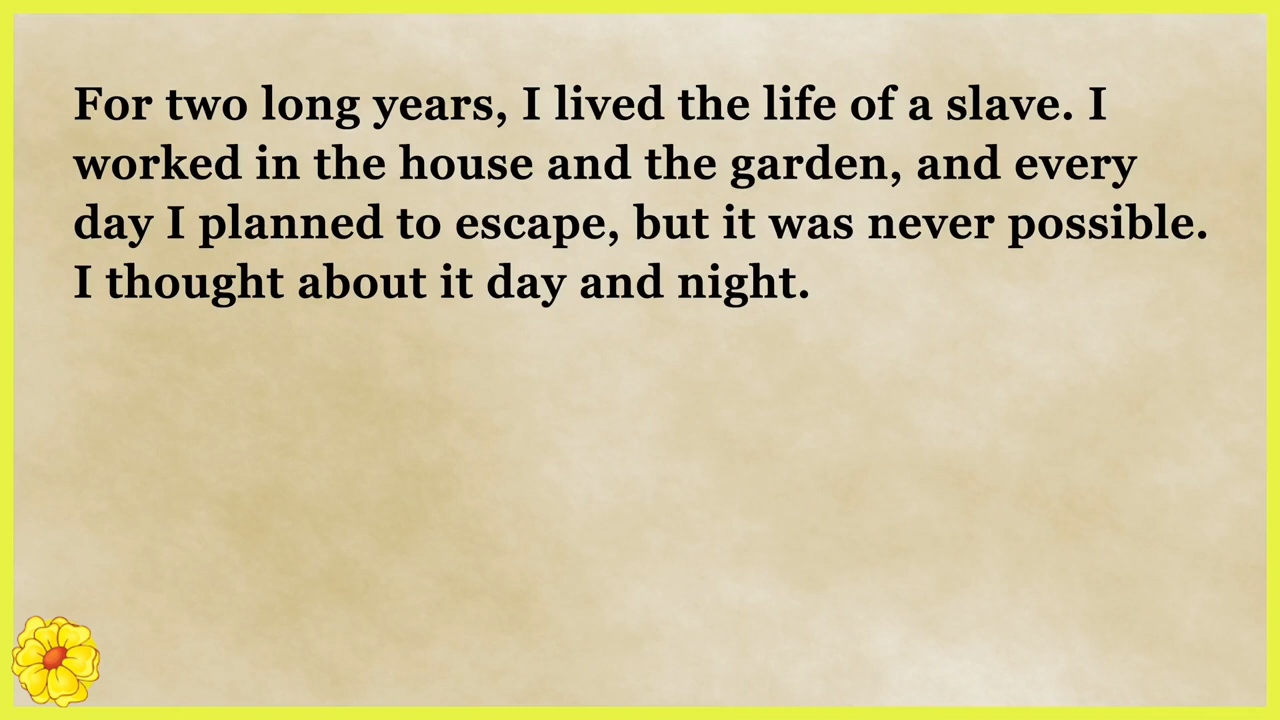 For two long years, I lived the life of a slave. I
worked in the house and the garden, and every
day I planned to escape, but it was never possible.
I thought about it day and night.